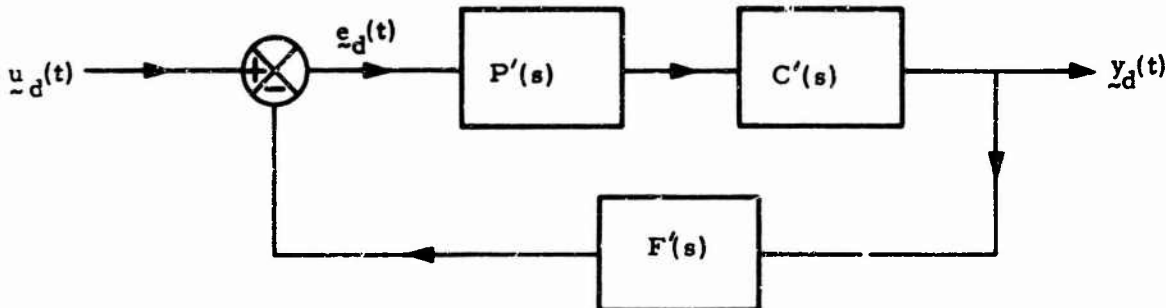 u_d(t)
+
-
e_d(t)
P′(s)
C′(s)
y_d(t)
F′(s)